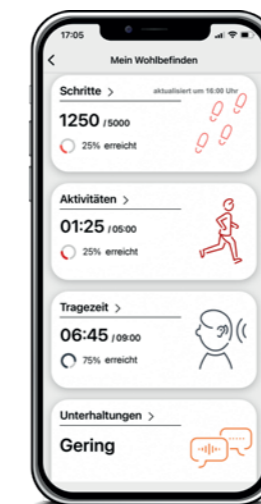 17:05
Mein Wohlbefinden
Schritte >
aktualisiert um 16:00 Uhr
1250 /5000
25% erreicht
Aktivitäten >
01:25 /05:00
25% erreicht
Tragezeit >
06:45 /09:00
75% erreicht
Unterhaltungen >
Gering